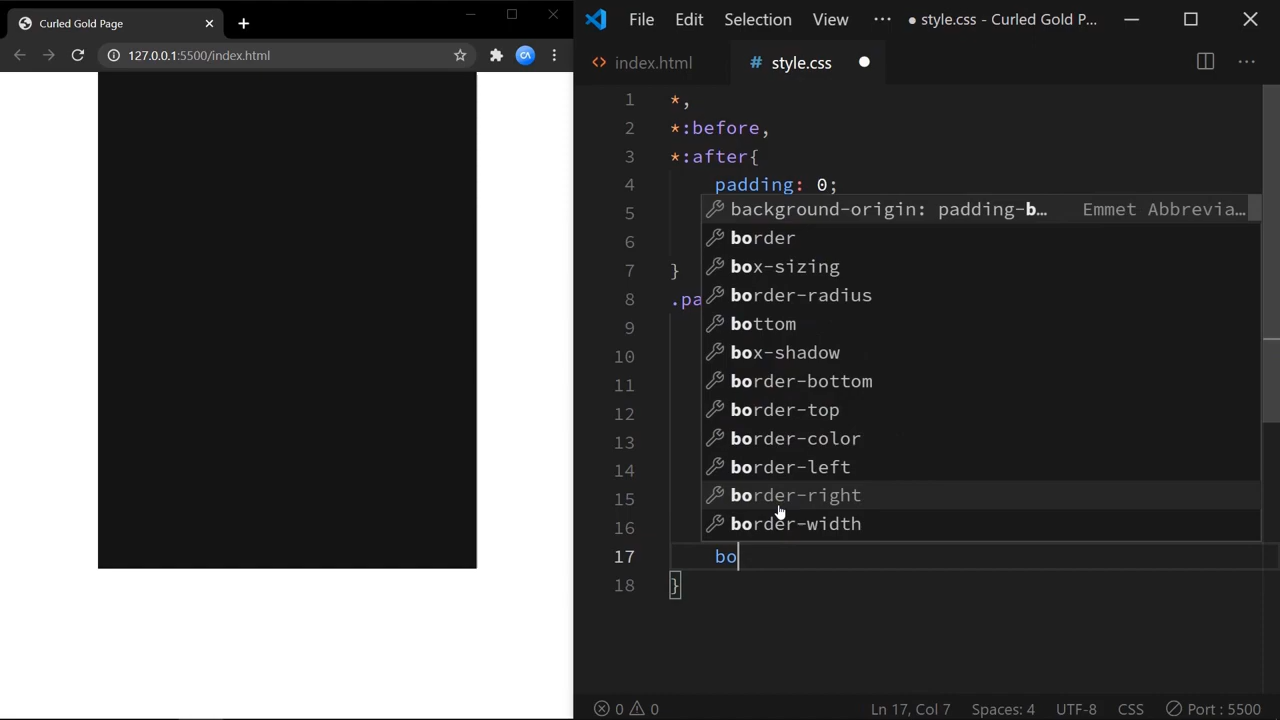 Curled Gold Page
127.0.0.1:5500/index.html
CA
File Edit Selection View ··· ● style.css - Curled Gold P...
<> index.html # style.css
1 *,
2 *:before,
3 *:after{
4 padding: 0;
5
6
7 }
8 .pa
9
10
11
12
13
14
15
16
17 bo
18 }
background-origin: padding-b... Emmet Abbrevia...
border
box-sizing
border-radius
bottom
box-shadow
border-bottom
border-top
border-color
border-left
border-right
border-width
0 0 Ln 17, Col 7 Spaces: 4 UTF-8 CSS Port : 5500